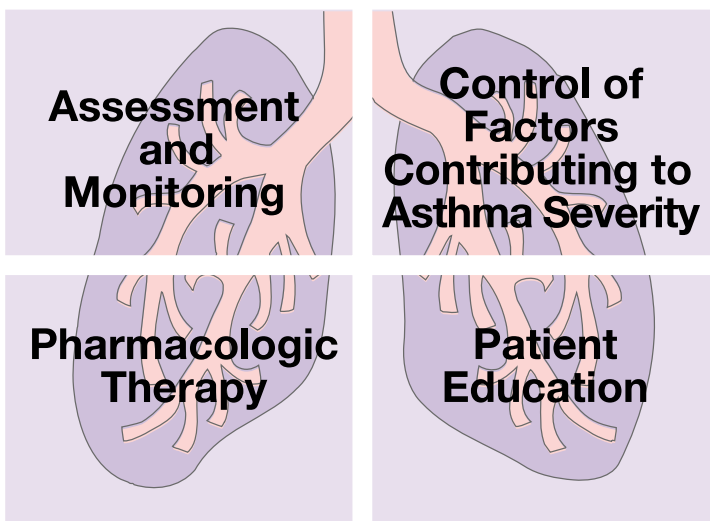 Assessment
and
Monitoring
Control of
Factors
Contributing to
Asthma Severity
Pharmacologic
Therapy
Patient
Education